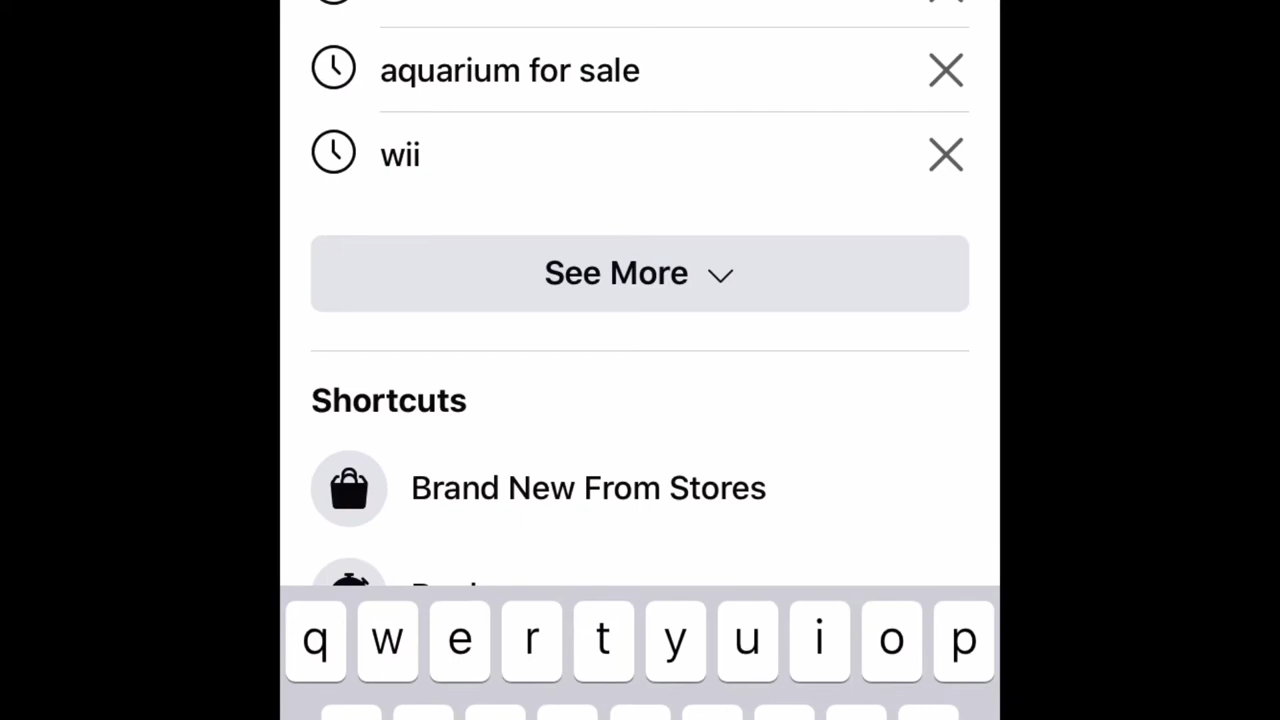 aquarium for sale
wii
See More
Shortcuts
Brand New From Stores
q w e r t y u i o p